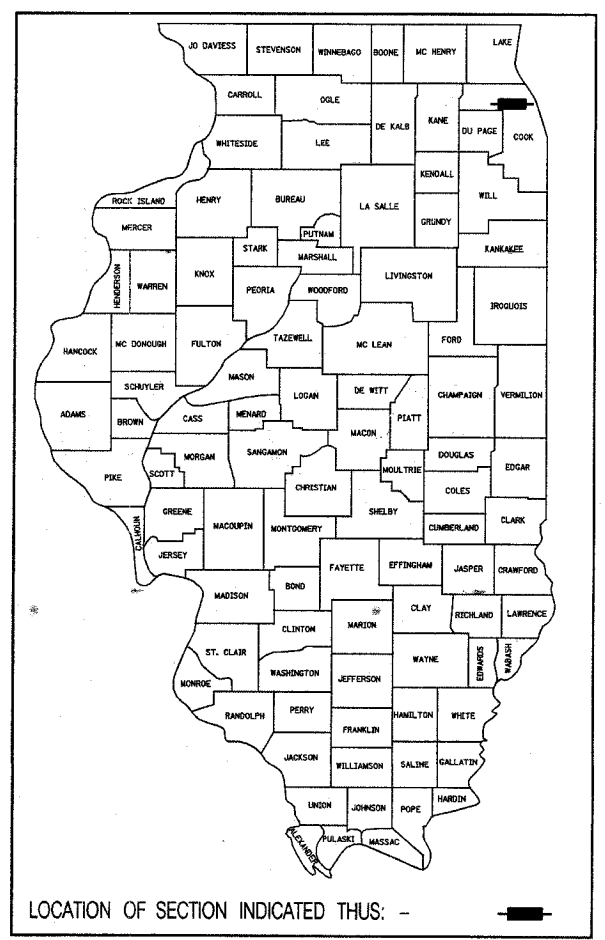 JO DAVIESS STEVENSON WINNEBAGO BOONE MC HENRY LAKE
CARROLL OGLE DE KALB KANE DU PAGE COOK
WHITESIDE LEE
KENDALL WILL
ROCK ISLAND HENRY BUREAU LA SALLE
MERCER PUTNAM GRUNDY
STARK MARSHALL KANKAKEE
HENDERSON WARREN KNOX PEORIA WOODFORD LIVINGSTON
IROQUOIS
HANCOCK MC DONOUGH FULTON TAZEWELL MC LEAN FORD
MASON
SCHUYLER LOGAN DE WITT CHAMPAIGN VERMILION
ADAMS BROWN CASS MENARD PIATT
MACON
MORGAN SANGAMON DOUGLAS
PIKE SCOTT CHRISTIAN MOULTRIE EDGAR
COLES
GREENE MACOUPIN MONTGOMERY SHELBY
CALHOUN CUMBERLAND CLARK
JERSEY
FAYETTE EFFINGHAM JASPER CRAWFORD
MADISON BOND
CLAY RICHLAND LAWRENCE
CLINTON MARION
ST. CLAIR WAYNE EDWARDS WABASH
MONROE WASHINGTON JEFFERSON
RANDOLPH PERRY HAMILTON WHITE
FRANKLIN
JACKSON WILLIAMSON SALINE GALLATIN
UNION JOHNSON POPE HARDIN
ALEXANDER PULASKI MASSAC
LOCATION OF SECTION INDICATED THUS: -